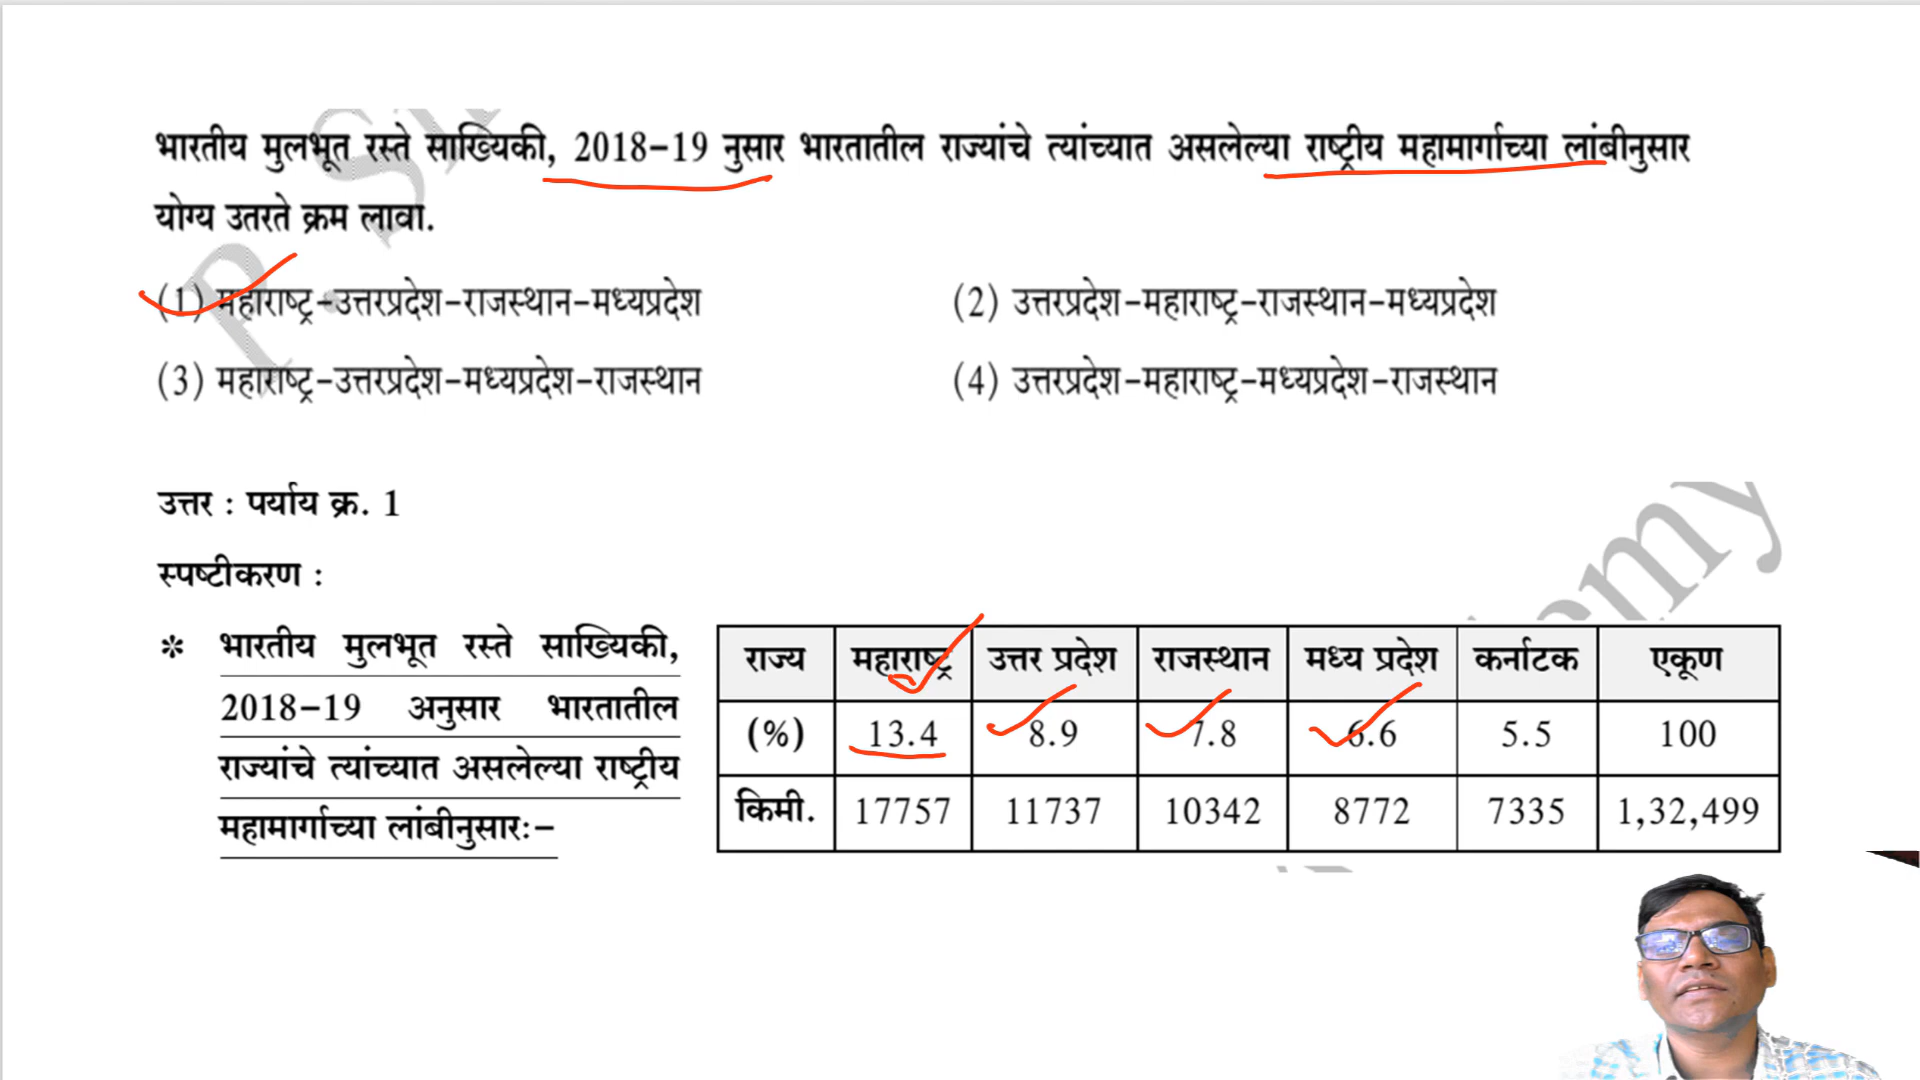 भारतीय मुलभूत रस्ते साख्यिकी, 2018-19 नुसार भारतातील राज्यांचे त्यांच्यात असलेल्या राष्ट्रीय महामार्गाच्या लांबीनुसार
योग्य उतरते क्रम लावा.
(1) महाराष्ट्र-उत्तरप्रदेश-राजस्थान-मध्यप्रदेश (2) उत्तरप्रदेश-महाराष्ट्र-राजस्थान-मध्यप्रदेश
(3) महाराष्ट्र-उत्तरप्रदेश-मध्यप्रदेश-राजस्थान (4) उत्तरप्रदेश-महाराष्ट्र-मध्यप्रदेश-राजस्थान
उत्तर : पर्याय क्र. 1
स्पष्टीकरण :
* भारतीय मुलभूत रस्ते साख्यिकी,
2018-19 अनुसार भारतातील
राज्यांचे त्यांच्यात असलेल्या राष्ट्रीय
महामार्गाच्या लांबीनुसारः-
राज्य महाराष्ट्र उत्तर प्रदेश राजस्थान मध्य प्रदेश कर्नाटक एकूण
(%) 13.4 8.9 7.8 6.6 5.5 100
किमी. 17757 11737 10342 8772 7335 1,32,499